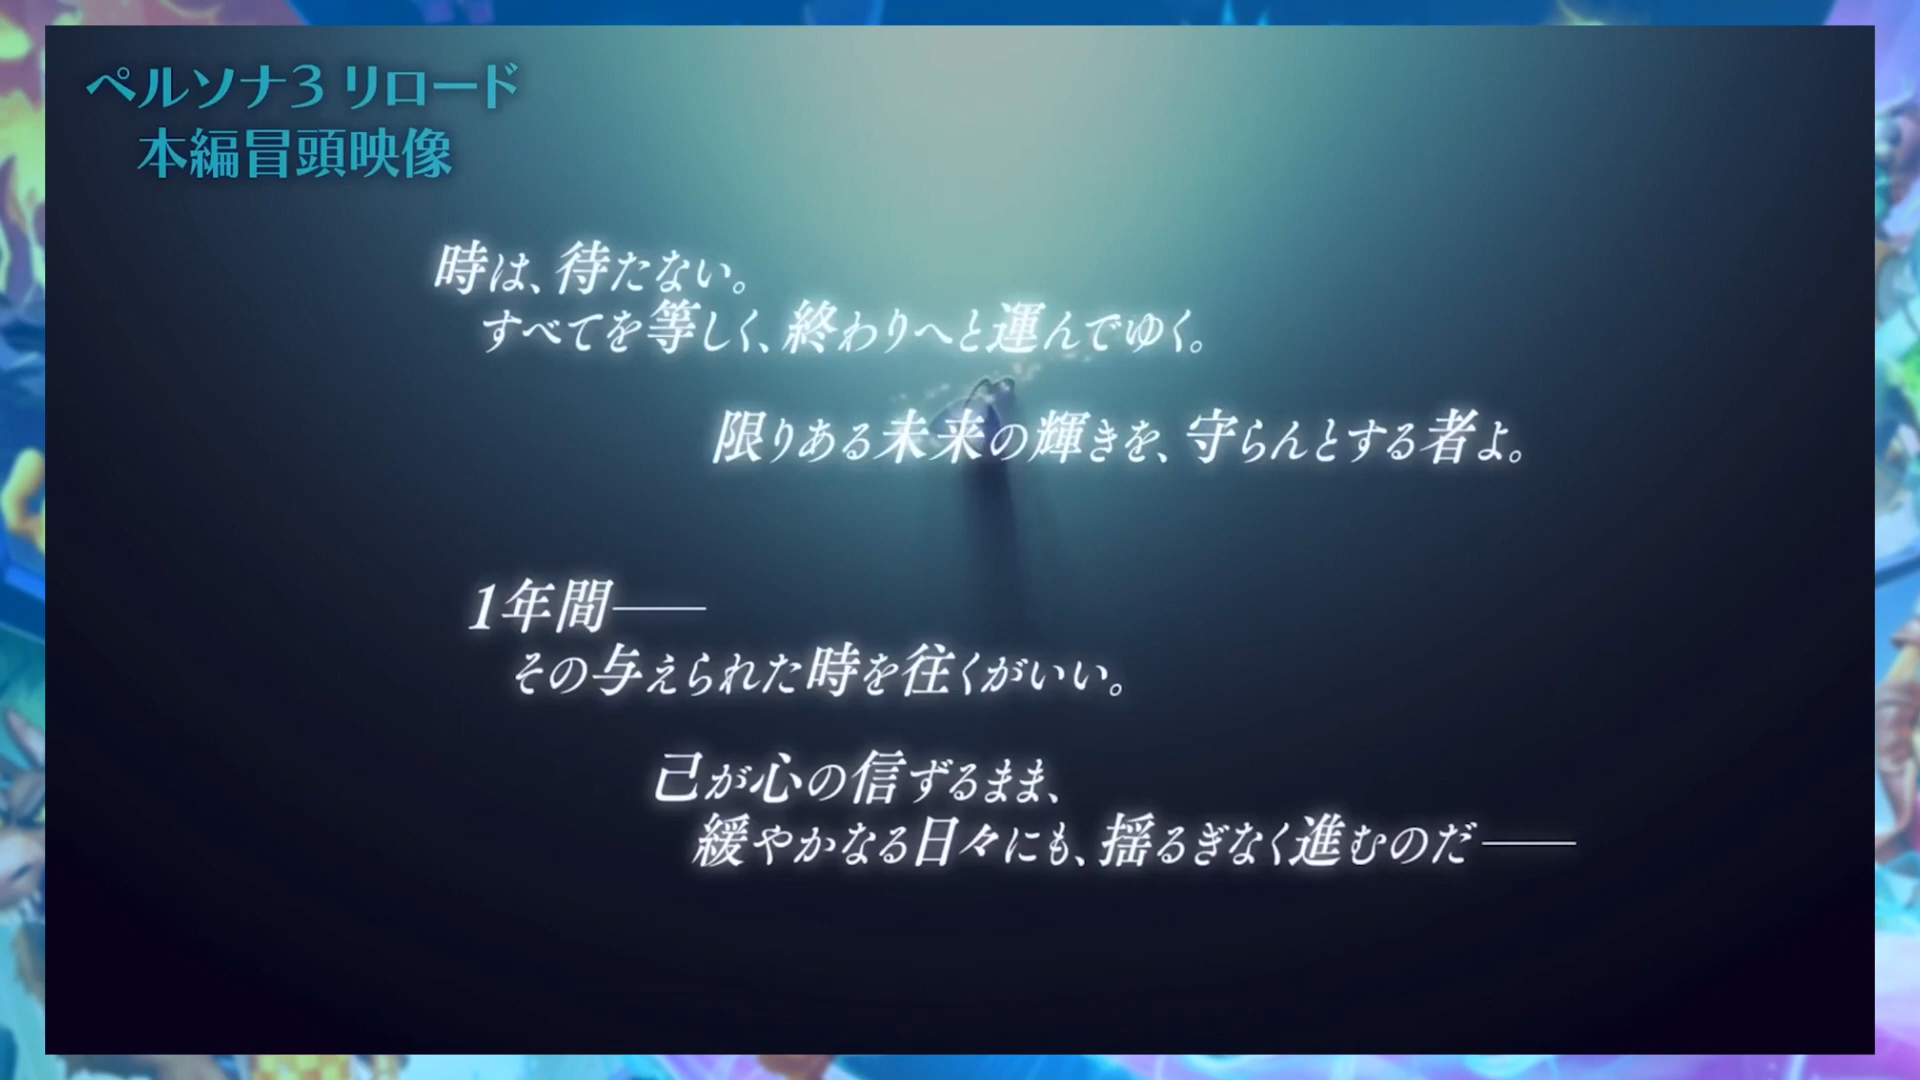 ペルソナ3 リロード
本編冒頭映像
時は、待たない。
すべてを等しく、終わりへと運んでゆく。
限りある未来の輝きを、守らんとする者よ。
1年間――
その与えられた時を往くがいい。
己が心の信ずるまま、
緩やかなる日々にも、揺るぎなく進むのだ――